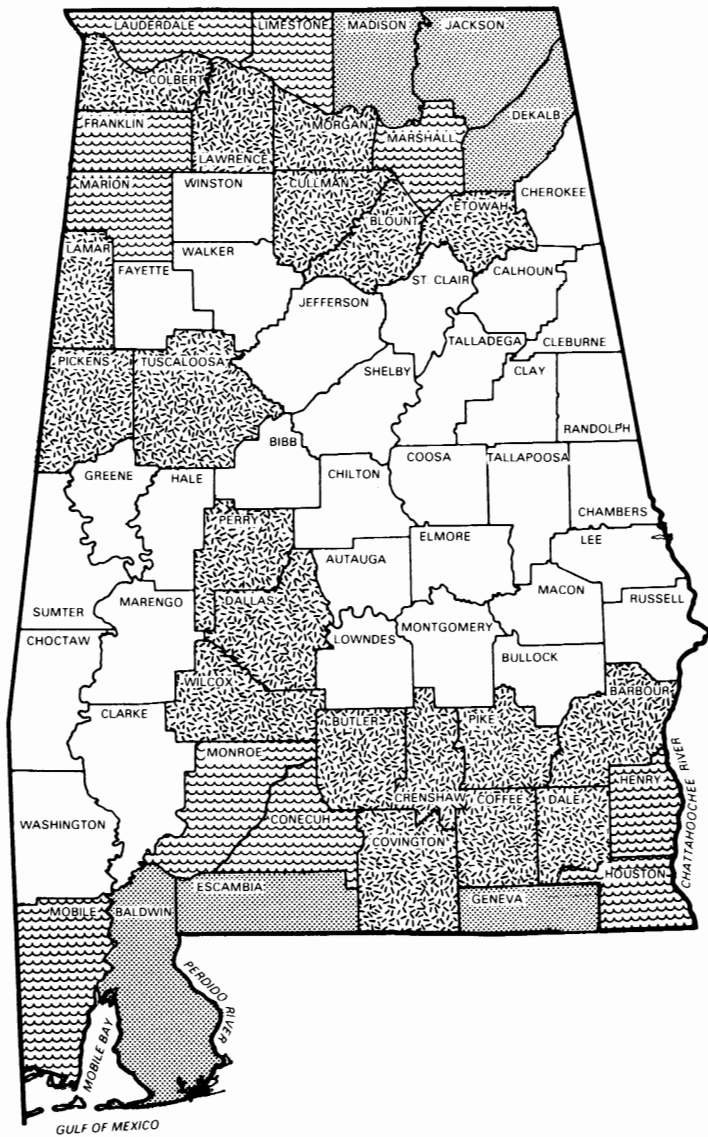 LAUDERDALE
LIMESTONE
MADISON
JACKSON
COLBERT
FRANKLIN
LAWRENCE
MORGAN
MARSHALL
DEKALB
MARION
WINSTON
CULLMAN
BLOUNT
ETOWAH
CHEROKEE
LAMAR
FAYETTE
WALKER
JEFFERSON
ST. CLAIR
CALHOUN
TALLADEGA
CLEBURNE
PICKENS
TUSCALOOSA
SHELBY
CLAY
RANDOLPH
BIBB
GREENE
HALE
CHILTON
COOSA
TALLAPOOSA
CHAMBERS
PERRY
AUTAUGA
ELMORE
LEE
SUMTER
MARENGO
DALLAS
MACON
RUSSELL
CHOCTAW
LOWNDES
MONTGOMERY
BULLOCK
WILCOX
BARBOUR
CLARKE
BUTLER
PIKE
MONROE
CRENSHAW
COFFEE
DALE
HENRY
WASHINGTON
CONECUH
COVINGTON
CHATTAHOOCHEE RIVER
ESCAMBIA
GENEVA
HOUSTON
MOBILE
BALDWIN
PERDIDO RIVER
MOBILE BAY
GULF OF MEXICO